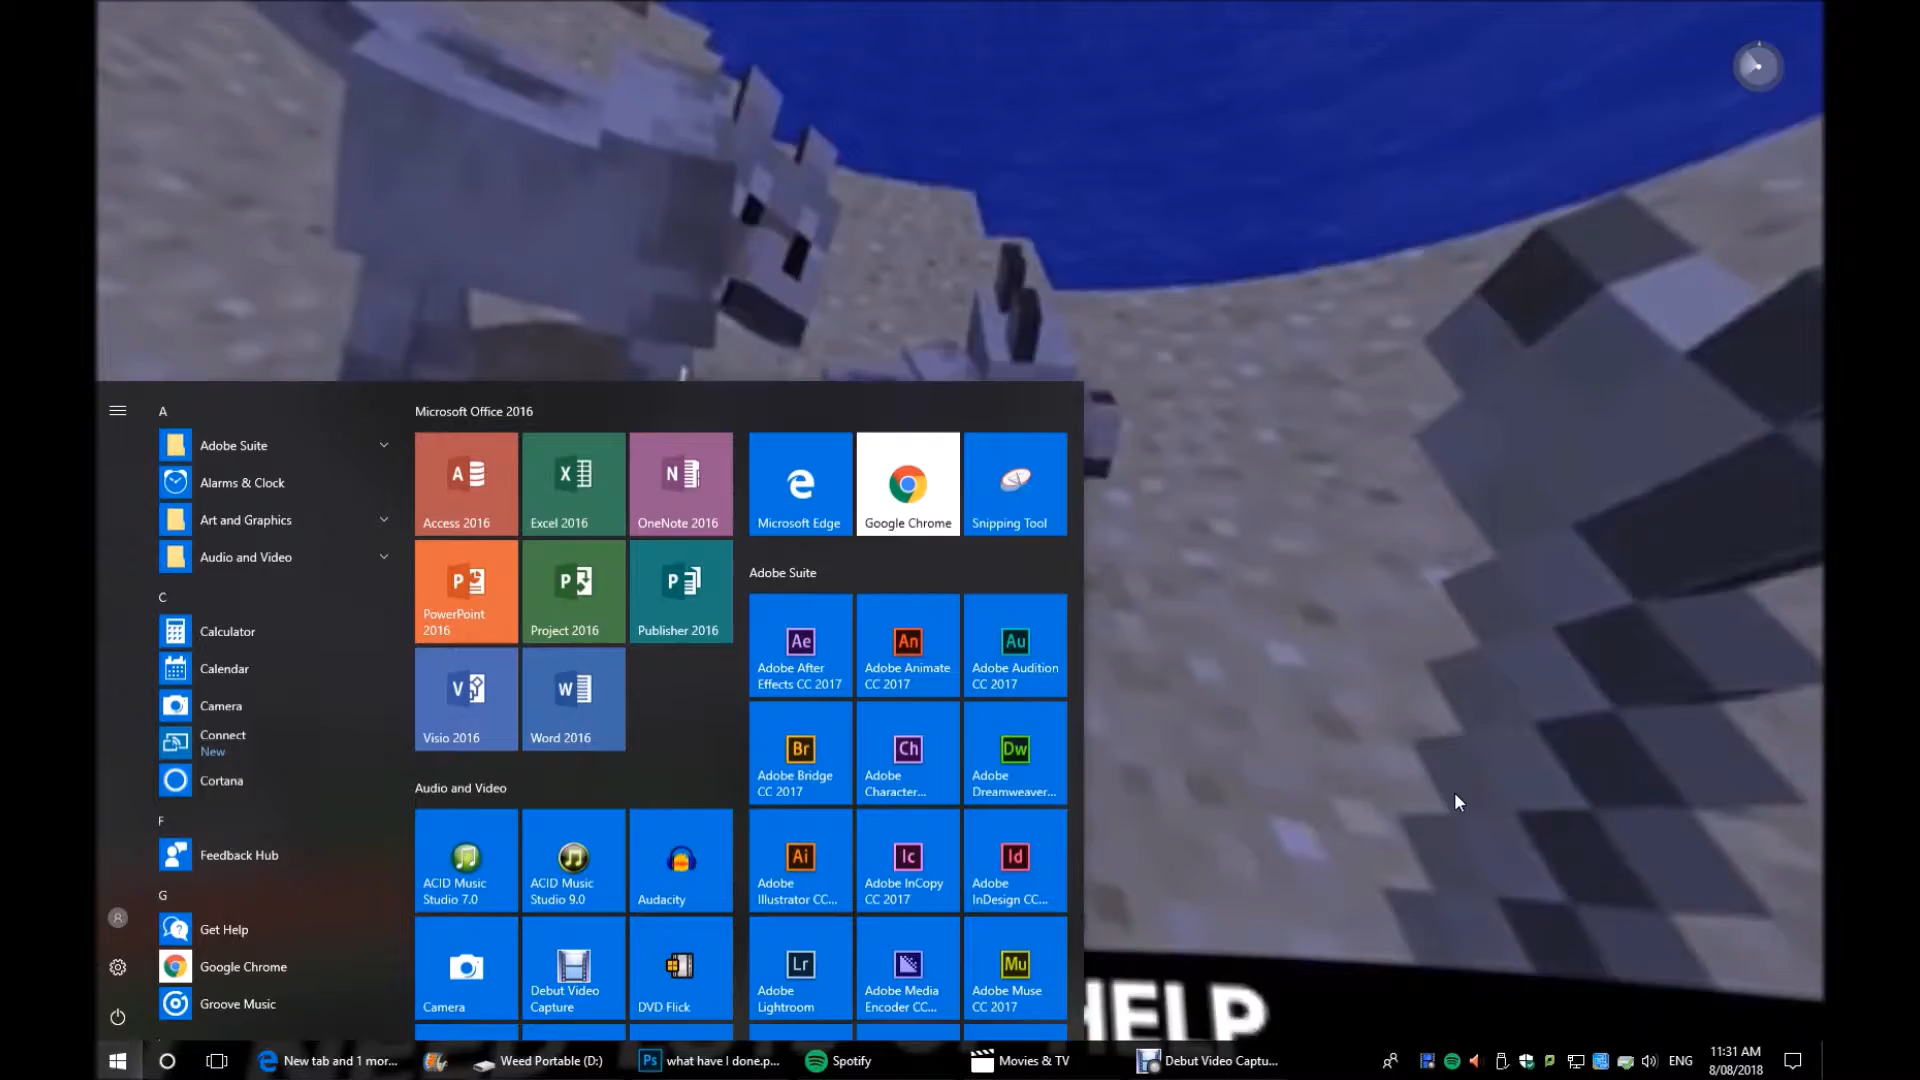 A
Adobe Suite
Alarms & Clock
Art and Graphics
Audio and Video
C
Calculator
Calendar
Camera
Connect
New
Cortana
F
Feedback Hub
G
Get Help
Google Chrome
Groove Music
Microsoft Office 2016
Access 2016
Excel 2016
OneNote 2016
PowerPoint
2016
Project 2016
Publisher 2016
Visio 2016
Word 2016
Audio and Video
ACID Music
Studio 7.0
ACID Music
Studio 9.0
Audacity
Camera
Debut Video
Capture
DVD Flick
Microsoft Edge
Google Chrome
Snipping Tool
Adobe Suite
Ae
Adobe After
Effects CC 2017
An
Adobe Animate
CC 2017
Au
Adobe Audition
CC 2017
Br
Adobe Bridge
CC 2017
Ch
Adobe
Character...
Dw
Adobe
Dreamweaver...
Ai
Adobe
Illustrator CC...
Ic
Adobe InCopy
CC 2017
Id
Adobe
InDesign CC...
Lr
Adobe
Lightroom
Adobe Media
Encoder CC...
Mu
Adobe Muse
CC 2017
HELP
New tab and 1 mor...
Weed Portable (D:)
Ps
what have I done.p...
Spotify
Movies & TV
Debut Video Captu...
ENG
11:31 AM
8/08/2018